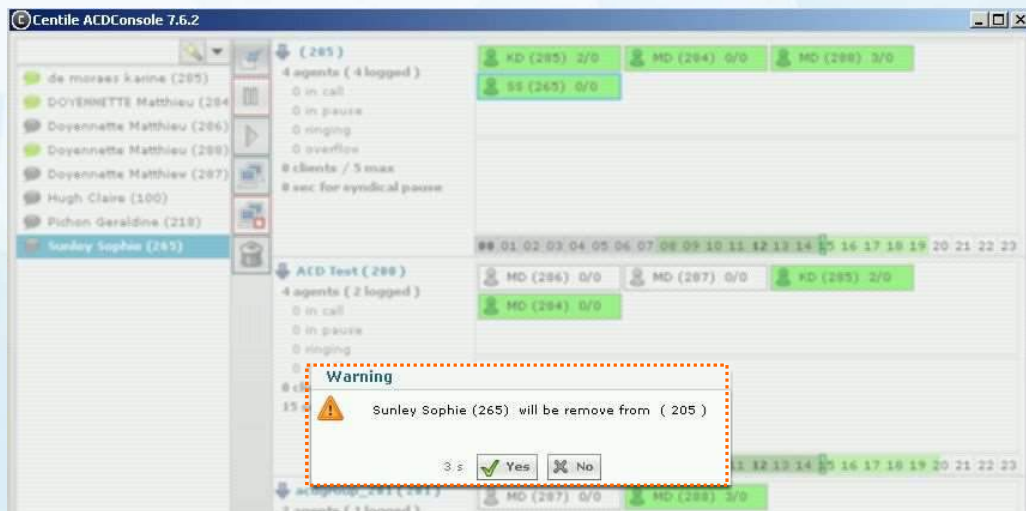 Centile ACDConsole 7.6.2
de moraes karine (285)
DOYENNETTE Matthieu (284
Doyennette Matthieu (286)
Doyennette Matthieu (288)
Doyennette Matthiew (287)
Hugh Claire (100)
Pichon Geraldine (218)
Sunley Sophie (265)
(205)
4 agents ( 4 logged )
0 in call
0 in pause
0 ringing
0 overflow
0 clients / 5 max
0 sec for syndical pause
KD (285) 2/0
MD (284) 0/0
MD (288) 3/0
SS (265) 0/0
00 01 02 03 04 05 06 07 08 09 10 11 12 13 14 15 16 17 18 19 20 21 22 23
ACD Test (200)
4 agents ( 2 logged )
0 in call
0 in pause
0 ringing
MD (286) 0/0
MD (287) 0/0
KD (285) 2/0
MD (284) 0/0
Warning
Sunley Sophie (265) will be remove from ( 205 )
3 s
Yes
No
12 13 14 15 16 17 18 19 20 21 22 23
MD (287) 0/0
MD (288) 3/0